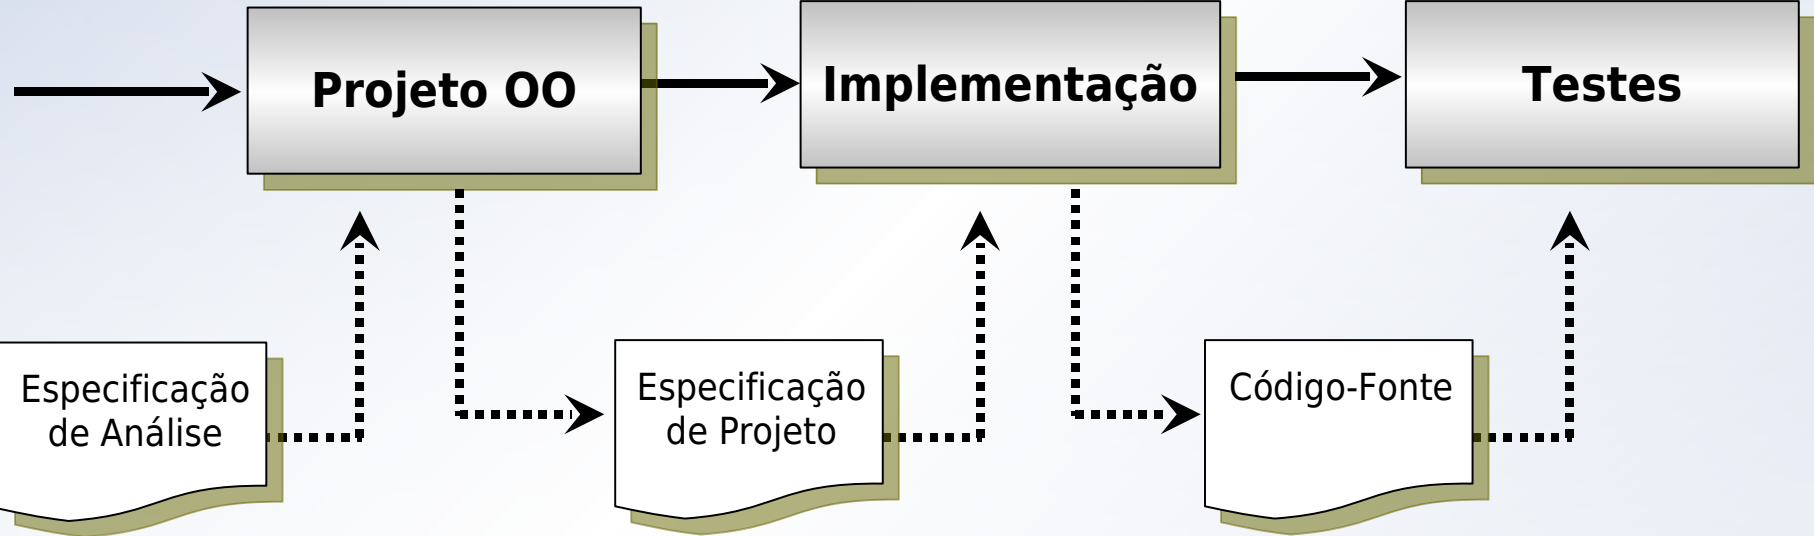 Projeto OO
Implementação
Testes
Especificação
de Análise
Especificação
de Projeto
Código-Fonte